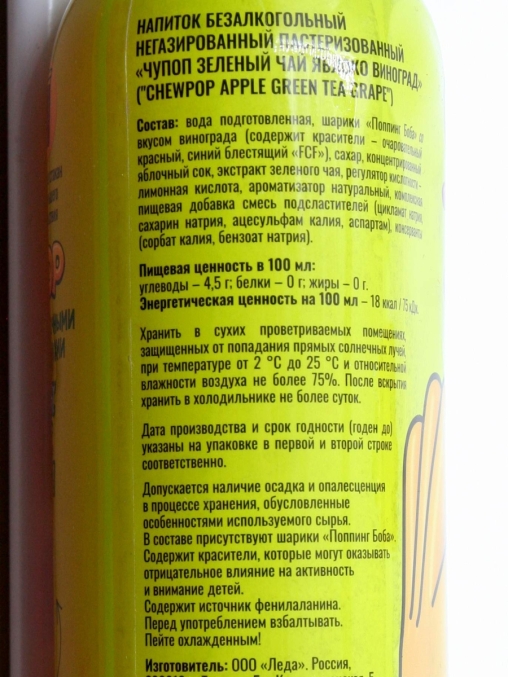 НАПИТОК БЕЗАЛКОГОЛЬНЫЙ
НЕГАЗИРОВАННЫЙ ПАСТЕРИЗОВАННЫЙ
«ЧУПОП ЗЕЛЕНЫЙ ЧАЙ ЯБЛОКО ВИНОГРАД»
("CHEWPOP APPLE GREEN TEA GRAPE")
Состав: вода подготовленная, шарики «Поппинг Боба» со
вкусом винограда (содержит красители – очаровательный
красный, синий блестящий «FCF»), сахар, концентрированный
яблочный сок, экстракт зеленого чая, регулятор кислотности –
лимонная кислота, ароматизатор натуральный, комплексная
пищевая добавка смесь подсластителей (цикламат натрия,
сахарин натрия, ацесульфам калия, аспартам), консерванты
(сорбат калия, бензоат натрия).
Пищевая ценность в 100 мл:
углеводы – 4,5 г; белки – 0 г; жиры – 0 г.
Энергетическая ценность на 100 мл – 18 ккал / 75 кДж.
Хранить в сухих проветриваемых помещениях,
защищенных от попадания прямых солнечных лучей,
при температуре от 2 °С до 25 °С и относительной
влажности воздуха не более 75%. После вскрытия
хранить в холодильнике не более суток.
Дата производства и срок годности (годен до)
указаны на упаковке в первой и второй строке
соответственно.
Допускается наличие осадка и опалесценция
в процессе хранения, обусловленные
особенностями используемого сырья.
В составе присутствуют шарики «Поппинг Боба».
Содержит красители, которые могут оказывать
отрицательное влияние на активность
и внимание детей.
Содержит источник фенилаланина.
Перед употреблением взбалтывать.
Пейте охлажденным!
Изготовитель: ООО «Леда». Россия,